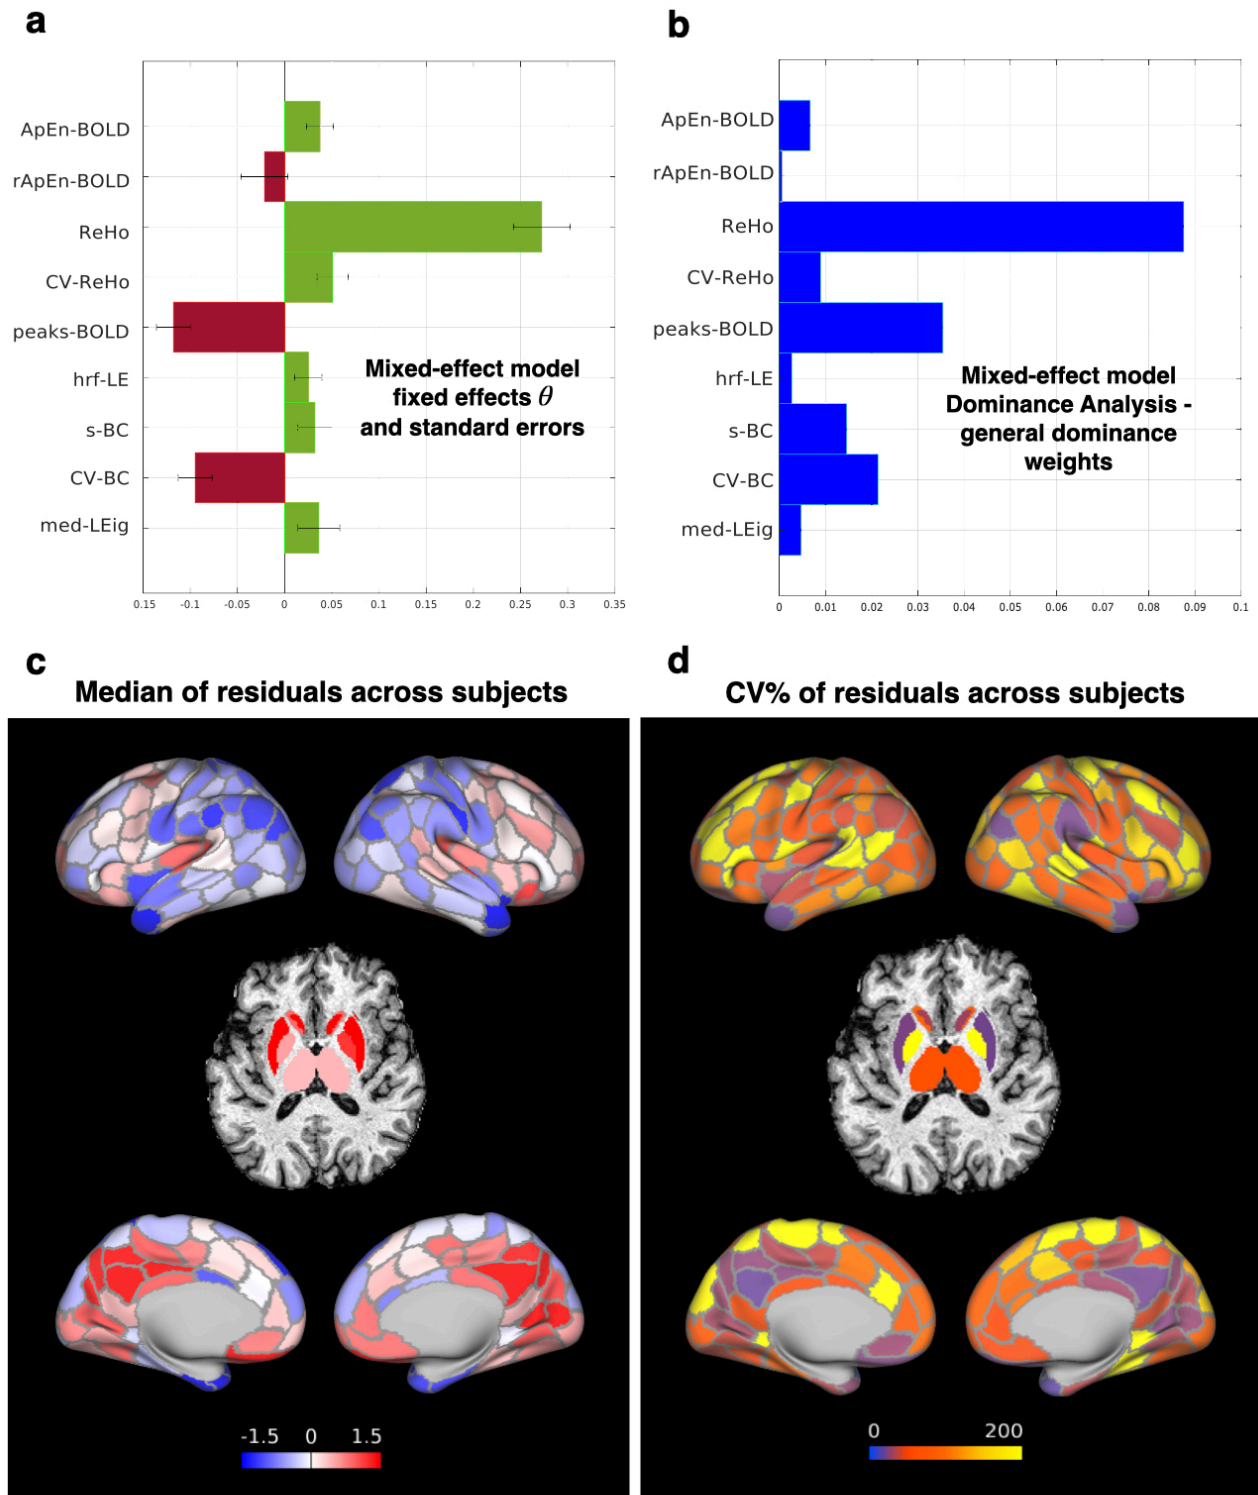 a
ApEn-BOLD
rApEn-BOLD
ReHo
CV-ReHo
peaks-BOLD
hrf-LE
s-BC
CV-BC
med-LEig
Mixed-effect model
fixed effects θ
and standard errors
0.15 -0.1 -0.05 0 0.05 0.1 0.15 0.2 0.25 0.3 0.35
b
ApEn-BOLD
rApEn-BOLD
ReHo
CV-ReHo
peaks-BOLD
hrf-LE
s-BC
CV-BC
med-LEig
Mixed-effect model
Dominance Analysis -
general dominance
weights
0 0.01 0.02 0.03 0.04 0.05 0.06 0.07 0.08 0.09 0.1
c
Median of residuals across subjects
-1.5 0 1.5
d
CV% of residuals across subjects
0 200